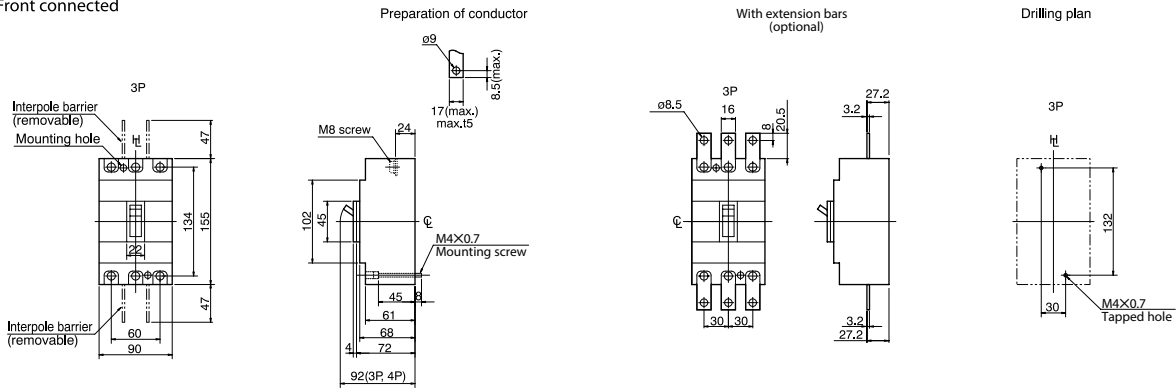 Front connected
Preparation of conductor
ø9
8.5(max.)
17(max.)
max.t5
3P
Interpole barrier
(removable)
Mounting hole
47
134
155
22
47
Interpole barrier
(removable)
60
90
M8 screw
24
102
45
M4×0.7
Mounting screw
45
8
61
68
4
72
92(3P, 4P)
With extension bars
(optional)
3P
ø8.5
16
8
20.5
27.2
3.2
30
30
3.2
27.2
Drilling plan
3P
132
30
M4×0.7
Tapped hole